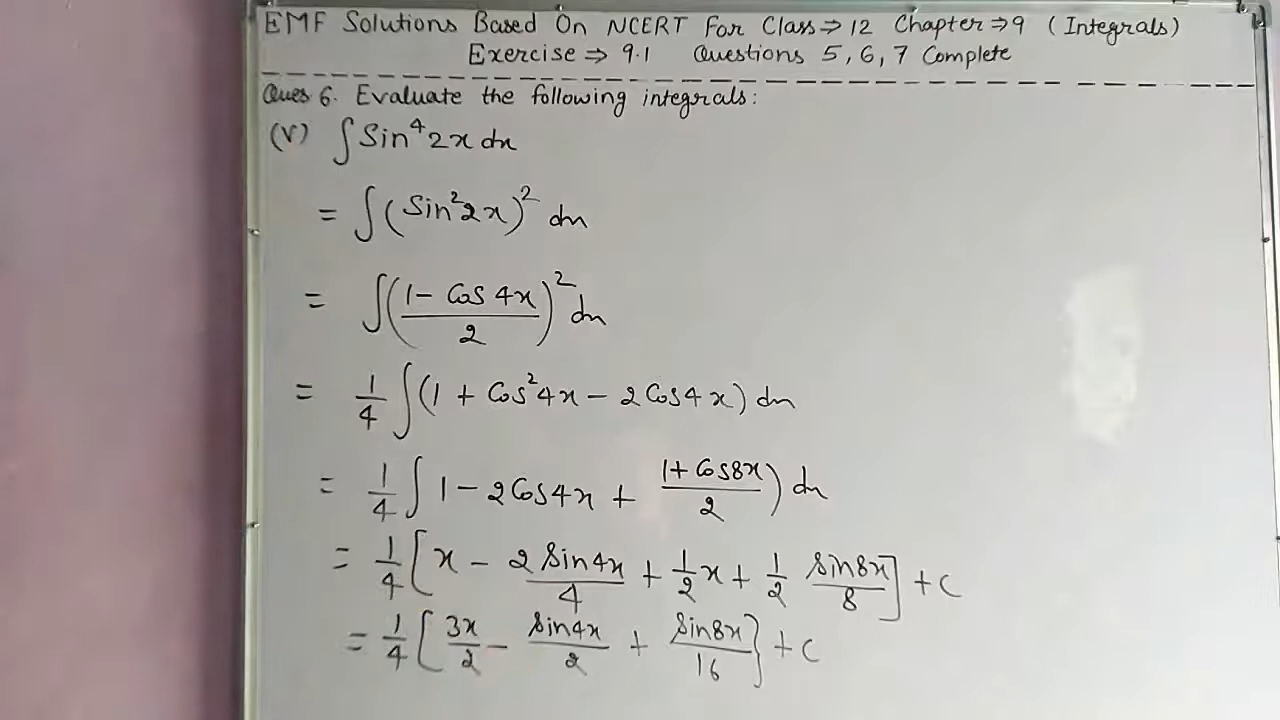 EMF Solutions Based On NCERT For Class ⇒ 12 Chapter ⇒ 9 (Integrals)
Exercise ⇒ 9.1 Questions 5, 6, 7 Complete
Ques 6. Evaluate the following integrals:
(V) ∫ Sin⁴ 2x dx
= ∫ (Sin² 2x)² dx
= ∫ ((1 - Cos 4x)/2)² dx
= 1/4 ∫ (1 + Cos² 4x - 2 Cos 4x) dx
= 1/4 ∫ 1 - 2 Cos 4x + (1 + Cos 8x)/2) dx
= 1/4 [x - 2 Sin 4x/4 + 1/2 x + 1/2 Sin 8x/8] + C
= 1/4 [3x/2 - Sin 4x/2 + Sin 8x/16} + C